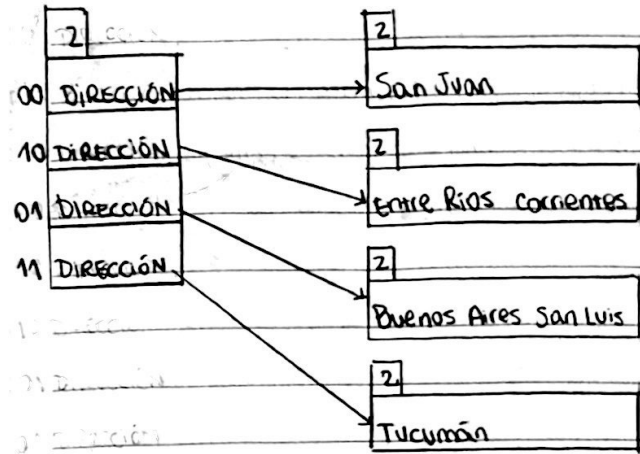 2
2
00 DIRECCIÓN
San Juan
10 DIRECCIÓN
2
Entre Ríos Corrientes
01 DIRECCIÓN
2
11 DIRECCIÓN
Buenos Aires San Luis
2
Tucumán